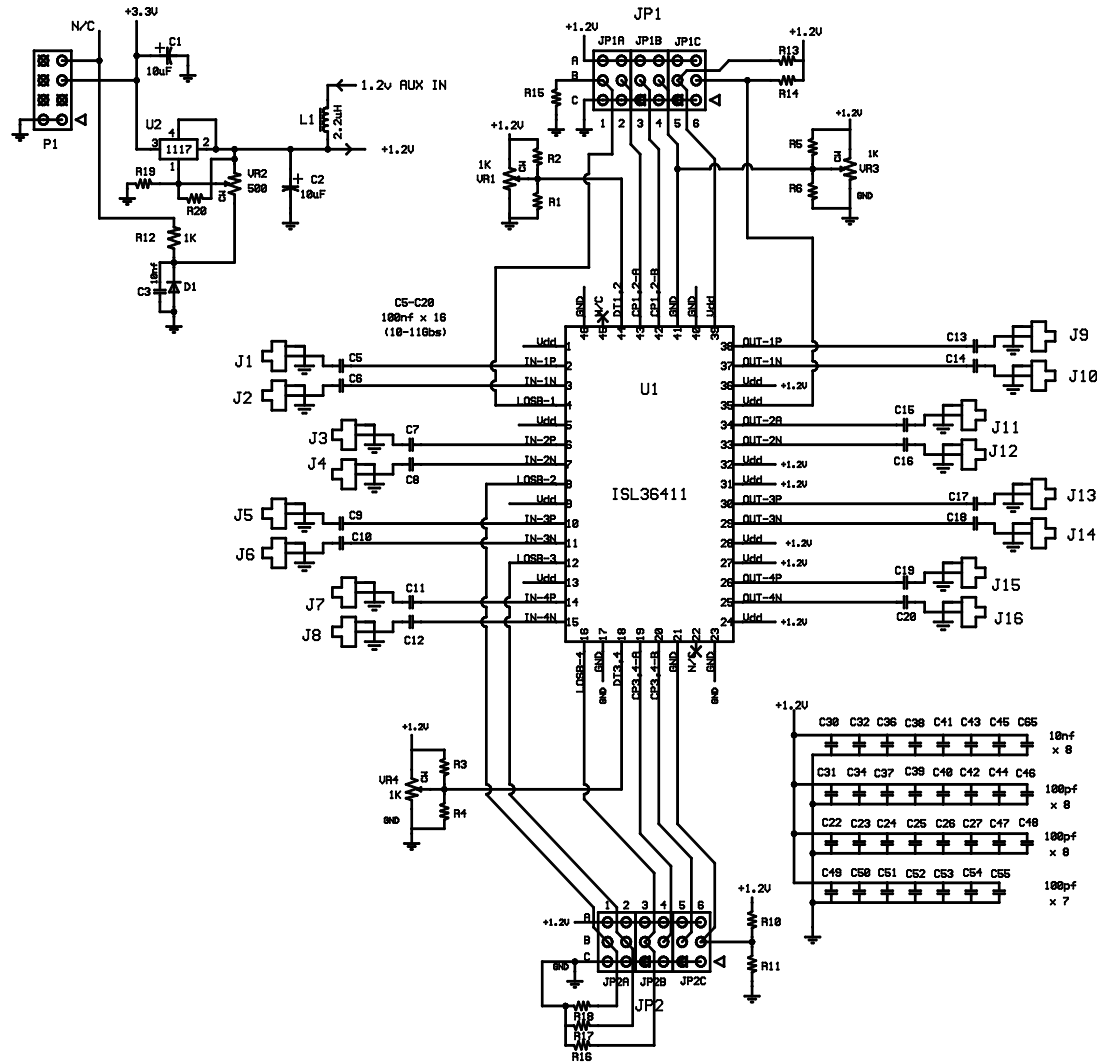 +3.3V
N/C
C1
10uF
P1
U2
4
3
1117
2
1
R19
VR2
500
CW
R20
R12
1K
10nf
C3
D1
1.2v AUX IN
L1
2.2uH
+1.2V
C2
10uF
JP1
+1.2V
JP1A JP1B JP1C
+1.2V
A
B
C
R13
R14
R15
1 2 3 4 5 6
+1.2V
1K
VR1
CW
R2
R1
+1.2V
R5
R6
CW
1K
VR3
GND
C5-C20
100nf x 16
(10-11Gbs)
GND N/C DT1,2 CP1,2-A CP1,2-B GND GND Vdd
46 45 44 43 42 41 40 39
U1
ISL36411
Vdd 1
J1 C5 IN-1P 2
J2 C6 IN-1N 3
LOSB-1 4
Vdd 5
J3 C7 IN-2P 6
J4 C8 IN-2N 7
LOSB-2 8
Vdd 9
J5 C9 IN-3P 10
J6 C10 IN-3N 11
LOSB-3 12
Vdd 13
J7 C11 IN-4P 14
J8 C12 IN-4N 15
38 OUT-1P C13 J9
37 OUT-1N C14 J10
36 Vdd +1.2V
35 Vdd
34 OUT-2A C15 J11
33 OUT-2N C16 J12
32 Vdd +1.2V
31 Vdd +1.2V
30 OUT-3P C17 J13
29 OUT-3N C18 J14
28 Vdd +1.2V
27 Vdd +1.2V
26 OUT-4P C19 J15
25 OUT-4N C20 J16
24 Vdd +1.2V
16 17 18 19 20 21 22 23
LOSB-4 GND DT3,4 CP3,4-A CP3,4-B GND N/C GND
GND
GND
+1.2V
VR4
1K
CW
R3
R4
GND
+1.2V
C30 C32 C36 C38 C41 C43 C45 C65
10nf
x 8
C31 C34 C37 C39 C40 C42 C44 C46
100pf
x 8
C22 C23 C24 C25 C26 C27 C47 C48
100pf
x 8
C49 C50 C51 C52 C53 C54 C55
100pf
x 7
1 2 3 4 5 6
+1.2V
A
B
C
GND
JP2A JP2B JP2C
JP2
+1.2V
R10
R11
R18
R17
R16